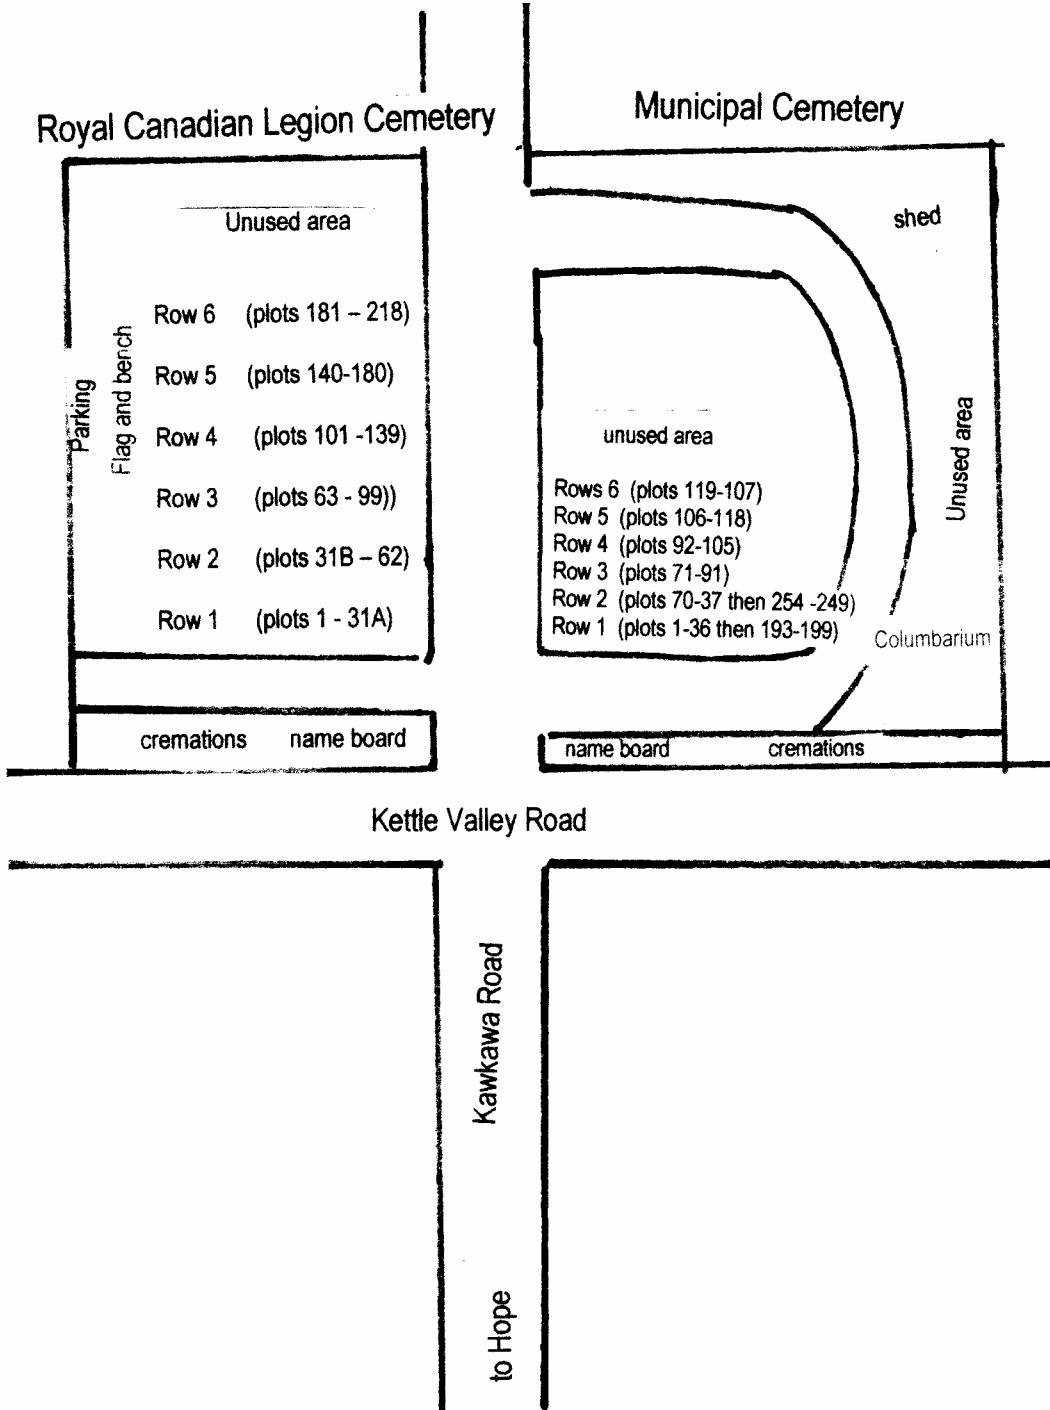 Royal Canadian Legion Cemetery
Unused area
Row 6 (plots 181 – 218)
Row 5 (plots 140-180)
Row 4 (plots 101 -139)
Row 3 (plots 63 - 99))
Row 2 (plots 31B – 62)
Row 1 (plots 1 - 31A)
Parking
Flag and bench
cremations name board
Municipal Cemetery
shed
unused area
Rows 6 (plots 119-107)
Row 5 (plots 106-118)
Row 4 (plots 92-105)
Row 3 (plots 71-91)
Row 2 (plots 70-37 then 254 -249)
Row 1 (plots 1-36 then 193-199)
Unused area
Columbarium
name board cremations
Kettle Valley Road
Kawkawa Road
to Hope